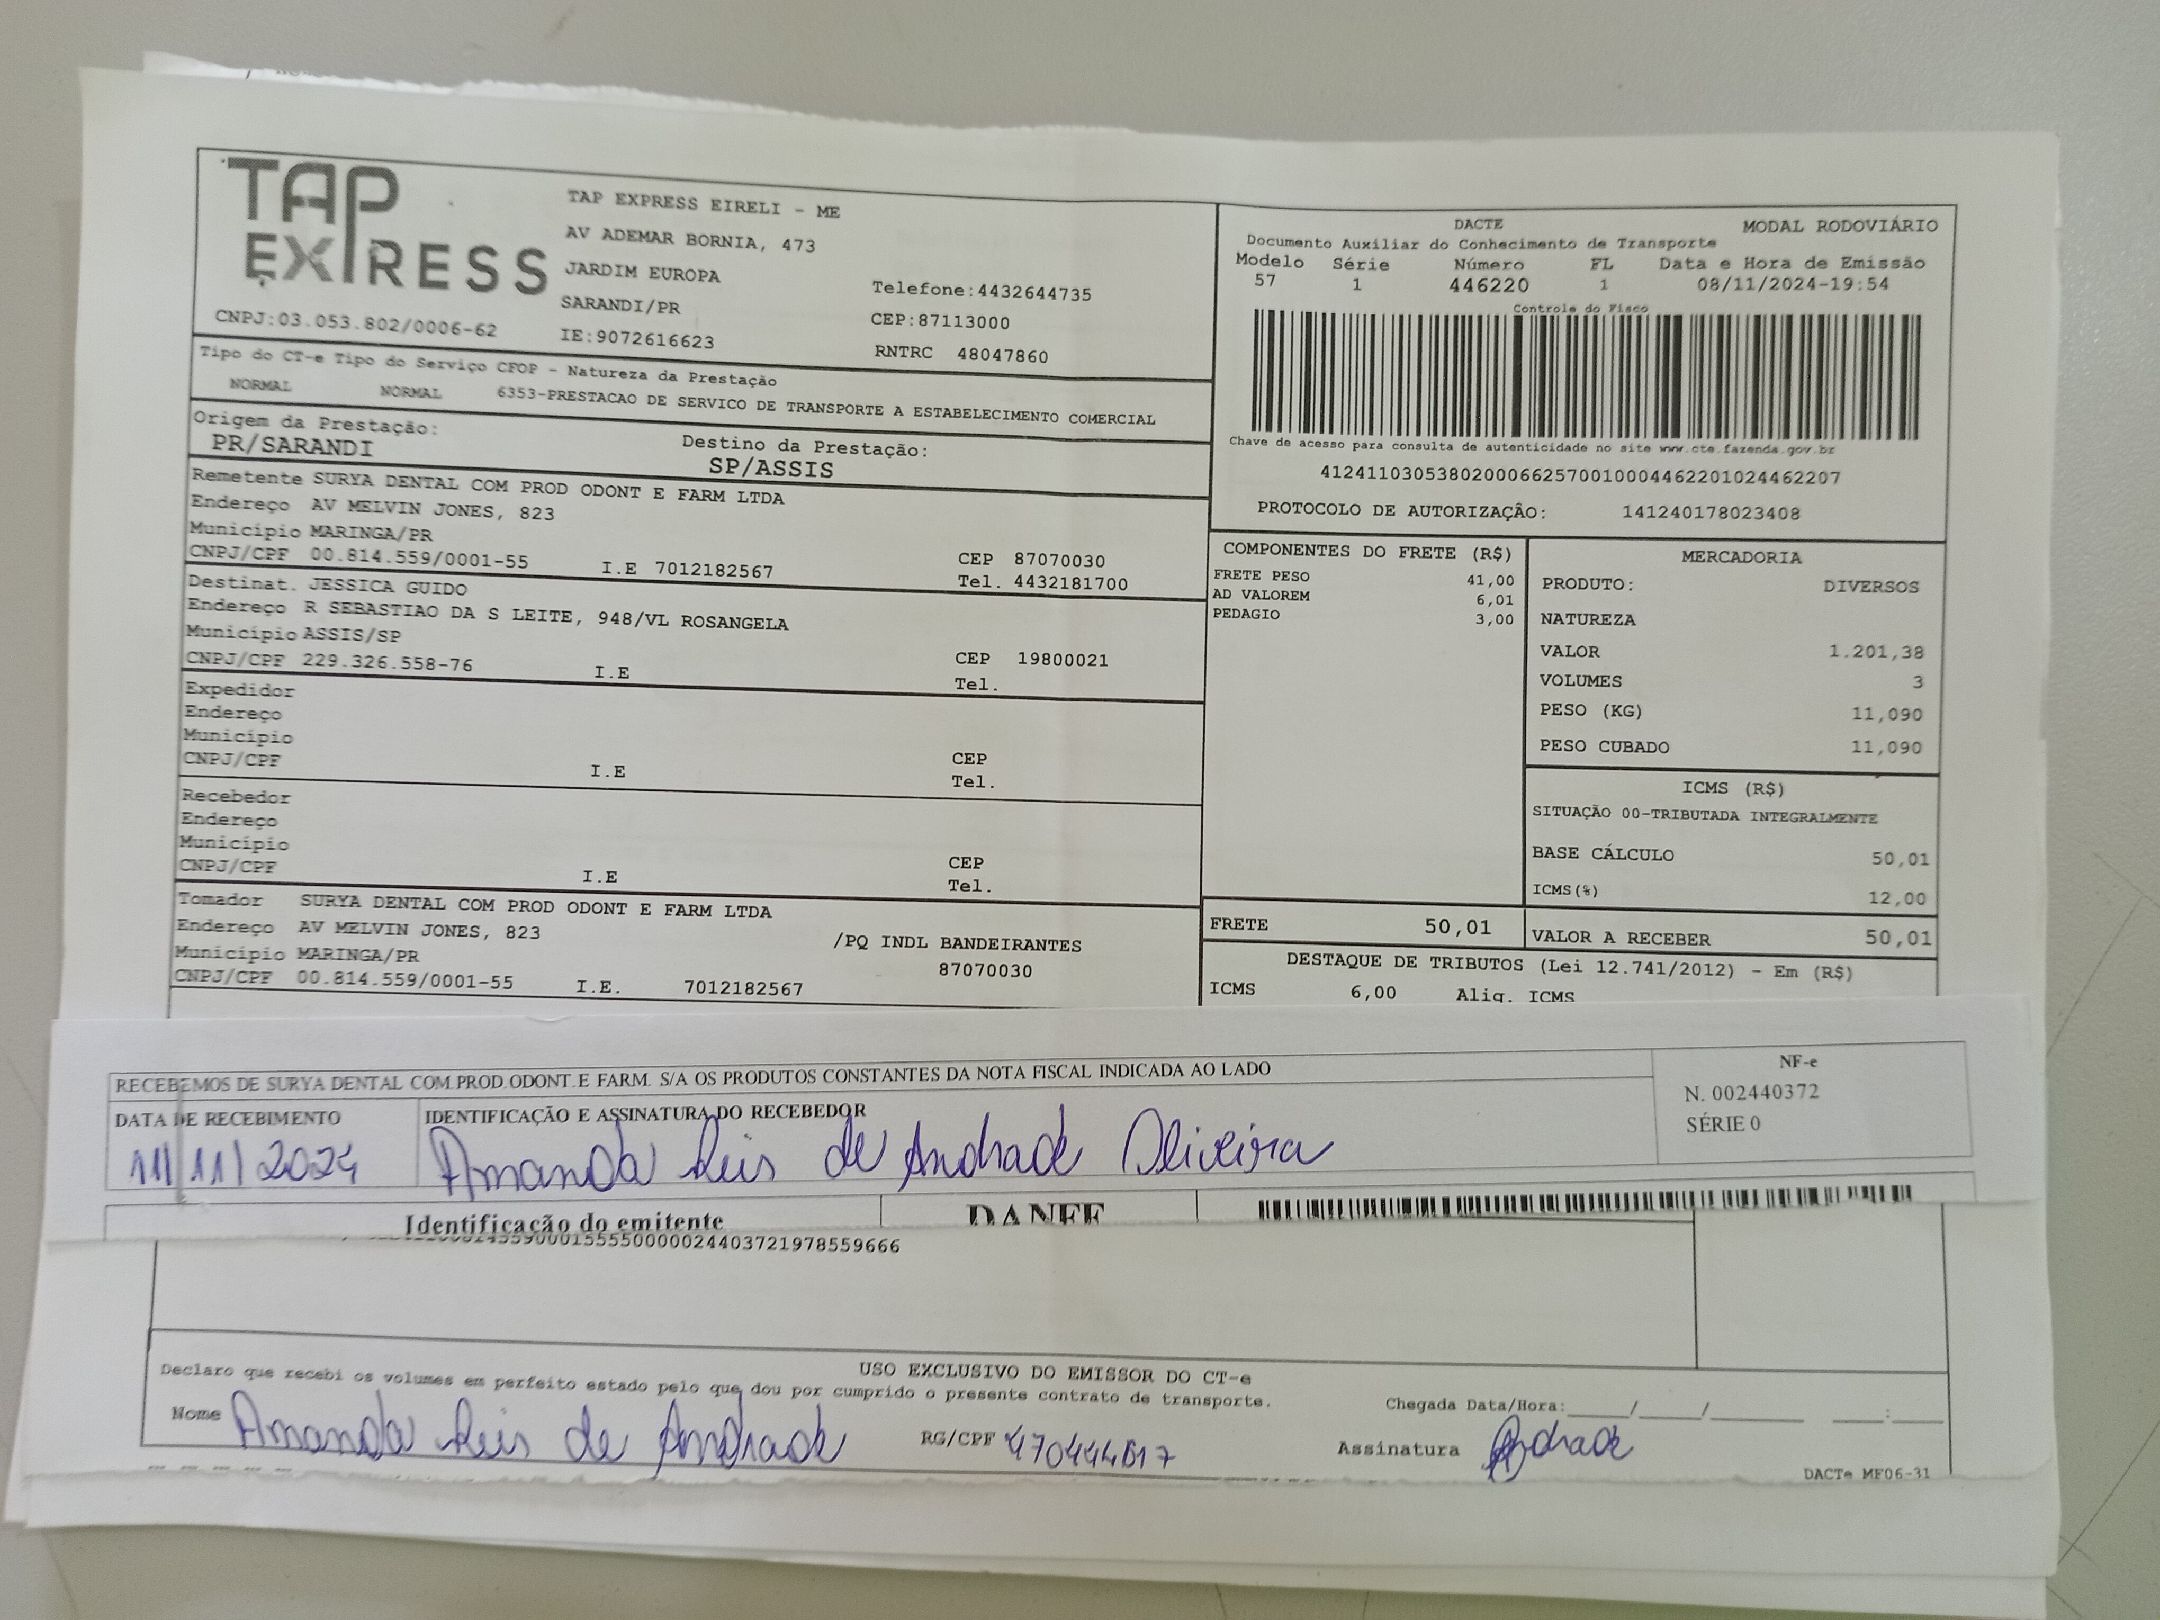 TAP EXPRESS
TAP EXPRESS EIRELI - ME
AV ADEMAR BORNIA, 473
JARDIM EUROPA
SARANDI/PR
Telefone:4432644735
CEP:87113000
CNPJ:03.053.802/0006-62
IE:9072616623
RNTRC 48047860
DACTE
MODAL RODOVIÁRIO
Documento Auxiliar do Conhecimento de Transporte
Modelo Série Número FL Data e Hora de Emissão
57 1 446220 1 08/11/2024-19:54
Controle do Fisco
Chave de acesso para consulta de autenticidade no site www.cte.fazenda.gov.br
41241103053802000662570010004462201024462207
PROTOCOLO DE AUTORIZAÇÃO: 141240178023408
Tipo do CT-e Tipo do Serviço CFOP - Natureza da Prestação
NORMAL NORMAL 6353-PRESTACAO DE SERVICO DE TRANSPORTE A ESTABELECIMENTO COMERCIAL
Origem da Prestação: Destino da Prestação:
PR/SARANDI SP/ASSIS
Remetente SURYA DENTAL COM PROD ODONT E FARM LTDA
Endereço AV MELVIN JONES, 823
Município MARINGA/PR CEP 87070030
CNPJ/CPF 00.814.559/0001-55 I.E 7012182567 Tel. 4432181700
Destinat. JESSICA GUIDO
Endereço R SEBASTIAO DA S LEITE, 948/VL ROSANGELA
Município ASSIS/SP CEP 19800021
CNPJ/CPF 229.326.558-76 I.E Tel.
Expedidor
Endereço
Município CEP
CNPJ/CPF I.E Tel.
Recebedor
Endereço
Município CEP
CNPJ/CPF I.E Tel.
Tomador SURYA DENTAL COM PROD ODONT E FARM LTDA
Endereço AV MELVIN JONES, 823 /PQ INDL BANDEIRANTES
Município MARINGA/PR 87070030
CNPJ/CPF 00.814.559/0001-55 I.E. 7012182567
COMPONENTES DO FRETE (R$)
FRETE PESO 41,00
AD VALOREM 6,01
PEDAGIO 3,00
MERCADORIA
PRODUTO: DIVERSOS
NATUREZA
VALOR 1.201,38
VOLUMES 3
PESO (KG) 11,090
PESO CUBADO 11,090
ICMS (R$)
SITUAÇÃO 00-TRIBUTADA INTEGRALMENTE
BASE CÁLCULO 50,01
ICMS(%) 12,00
FRETE 50,01 VALOR A RECEBER 50,01
DESTAQUE DE TRIBUTOS (Lei 12.741/2012) - Em (R$)
ICMS 6,00 Aliq. ICMS
RECEBEMOS DE SURYA DENTAL COM.PROD.ODONT.E FARM. S/A OS PRODUTOS CONSTANTES DA NOTA FISCAL INDICADA AO LADO
NF-e
N. 002440372
SÉRIE 0
DATA DE RECEBIMENTO IDENTIFICAÇÃO E ASSINATURA DO RECEBEDOR
11/11/2024 Amanda Reis de Andrade Oliveira
Identificação do emitente DANFE
USO EXCLUSIVO DO EMISSOR DO CT-e
Declaro que recebi os volumes em perfeito estado pelo que dou por cumprido o presente contrato de transporte.
Chegada Data/Hora:____/____/______ ___:___
Nome Amanda Reis de Andrade RG/CPF Assinatura Andrade
DACTe MF06-31